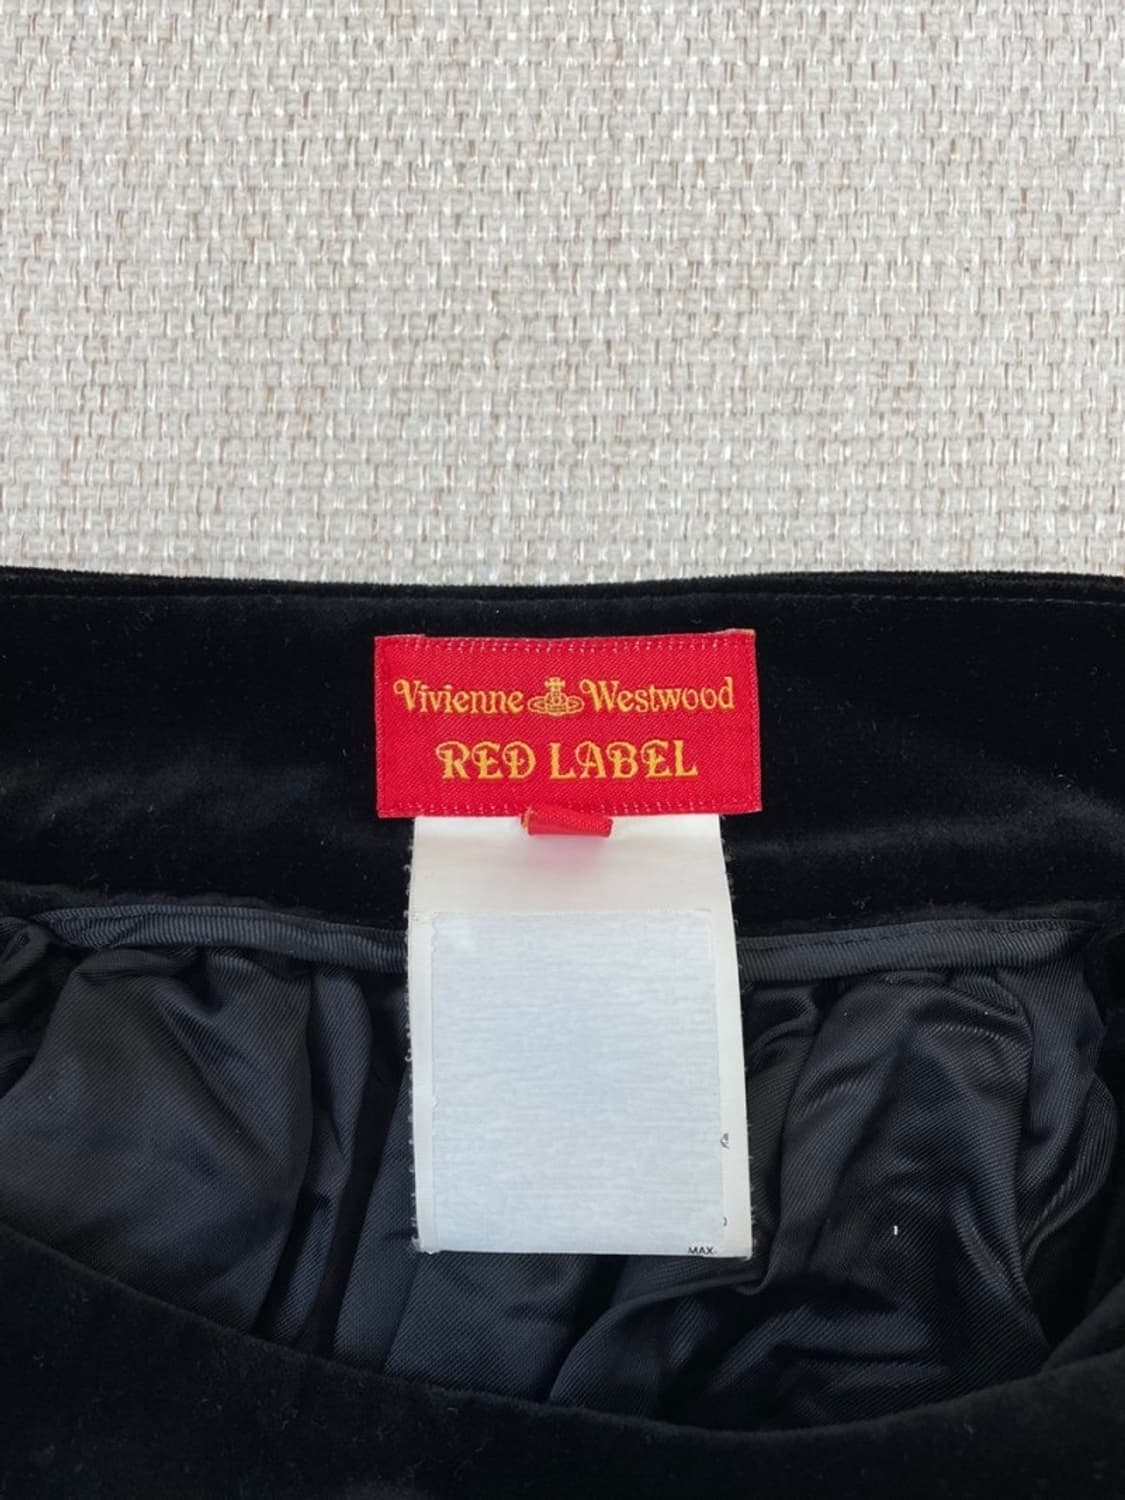 Vivienne Westwood
RED LABEL
MAX.